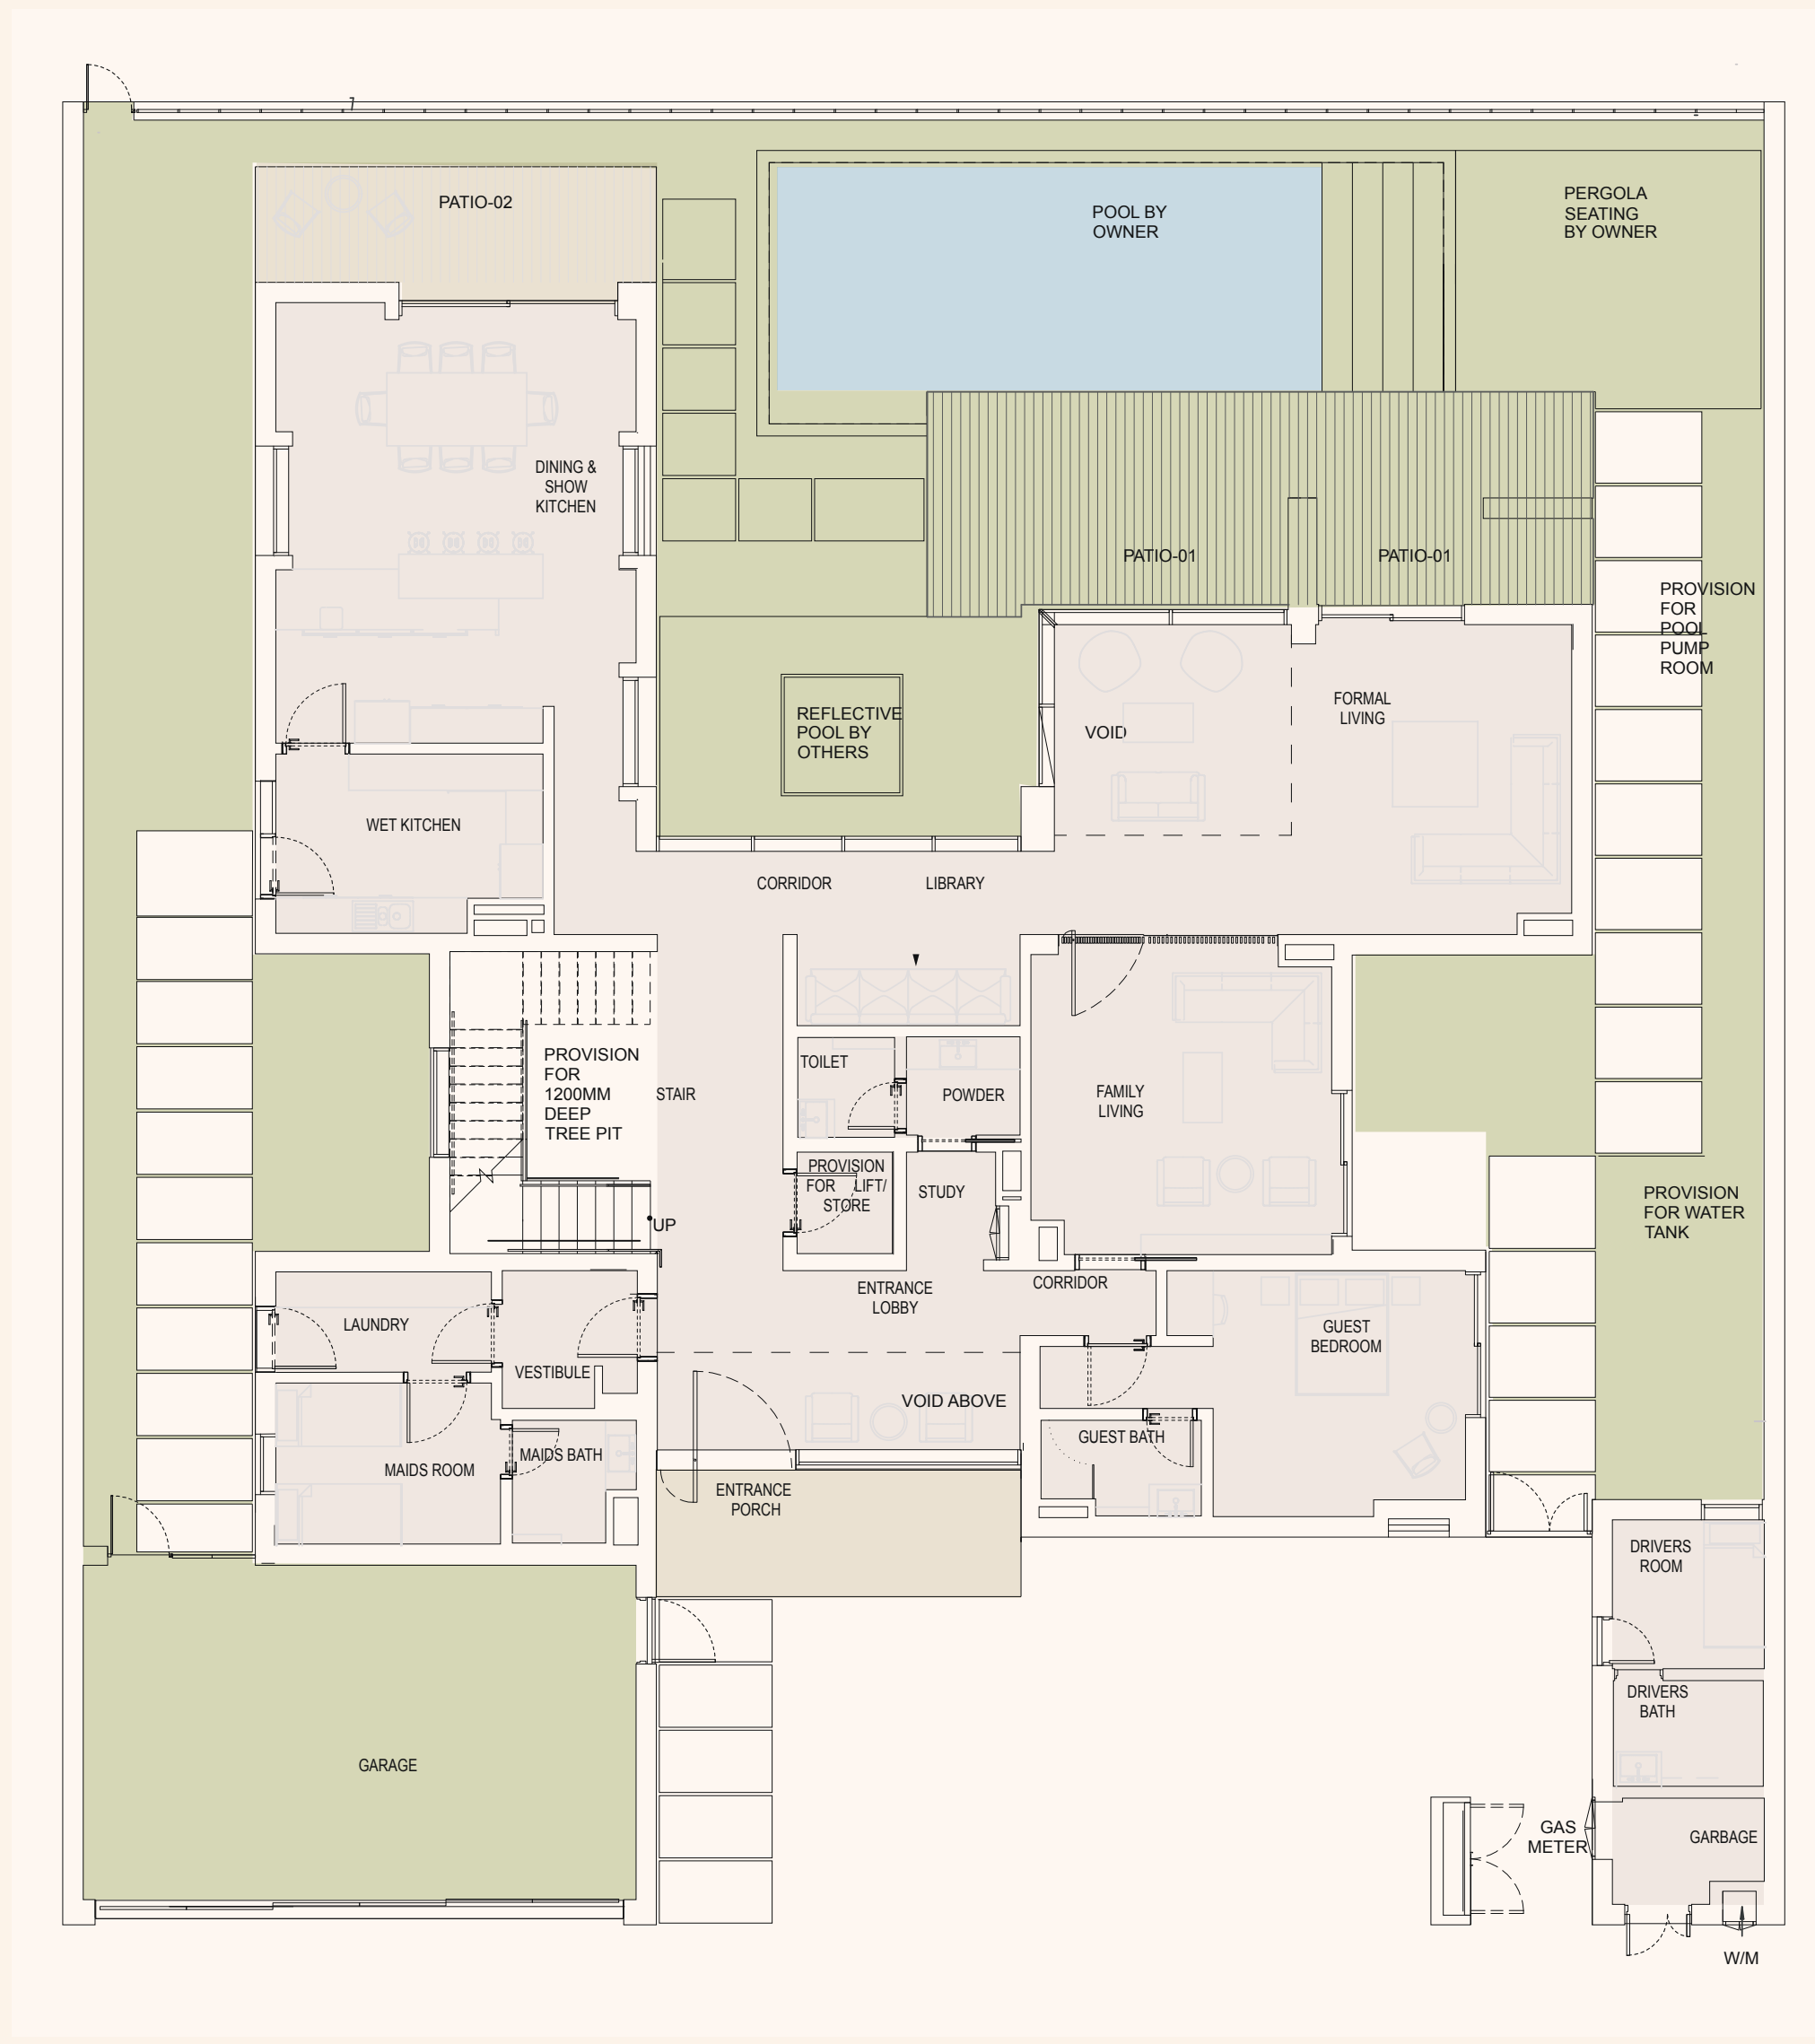 PATIO-02
POOL BY
OWNER
PERGOLA
SEATING
BY OWNER
DINING &
SHOW
KITCHEN
PATIO-01
PATIO-01
PROVISION
FOR
POOL
PUMP
ROOM
REFLECTIVE
POOL BY
OTHERS
VOID
FORMAL
LIVING
WET KITCHEN
CORRIDOR
LIBRARY
PROVISION
FOR
1200MM
DEEP
TREE PIT
STAIR
TOILET
POWDER
FAMILY
LIVING
PROVISION
FOR LIFT/
STORE
STUDY
PROVISION
FOR WATER
TANK
UP
ENTRANCE
LOBBY
CORRIDOR
LAUNDRY
VESTIBULE
GUEST
BEDROOM
VOID ABOVE
GUEST BATH
MAIDS ROOM
MAIDS BATH
ENTRANCE
PORCH
DRIVERS
ROOM
DRIVERS
BATH
GARAGE
GAS
METER
GARBAGE
W/M